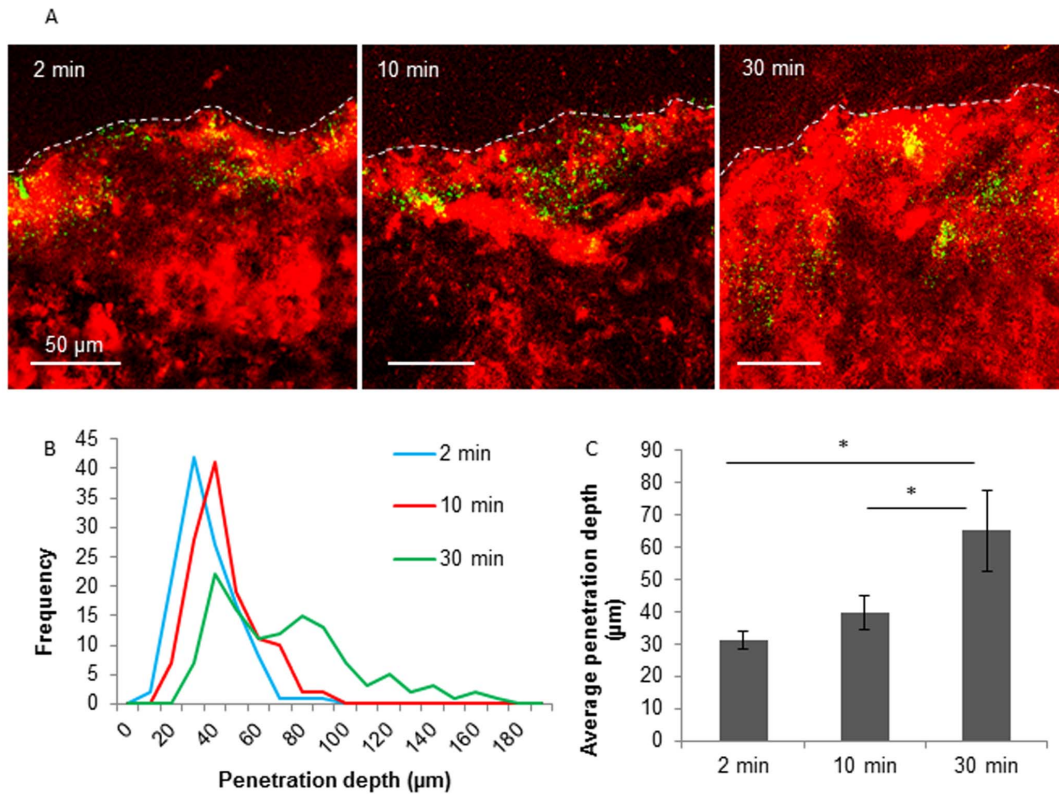 A
2 min
10 min
30 min
50 µm
B
45
40
35
30
25
20
15
10
5
0
Frequency
2 min
10 min
30 min
0
20
40
60
80
100
120
140
160
180
Penetration depth (µm)
C
90
80
70
60
50
40
30
20
10
0
Average penetration depth
(µm)
*
*
2 min
10 min
30 min